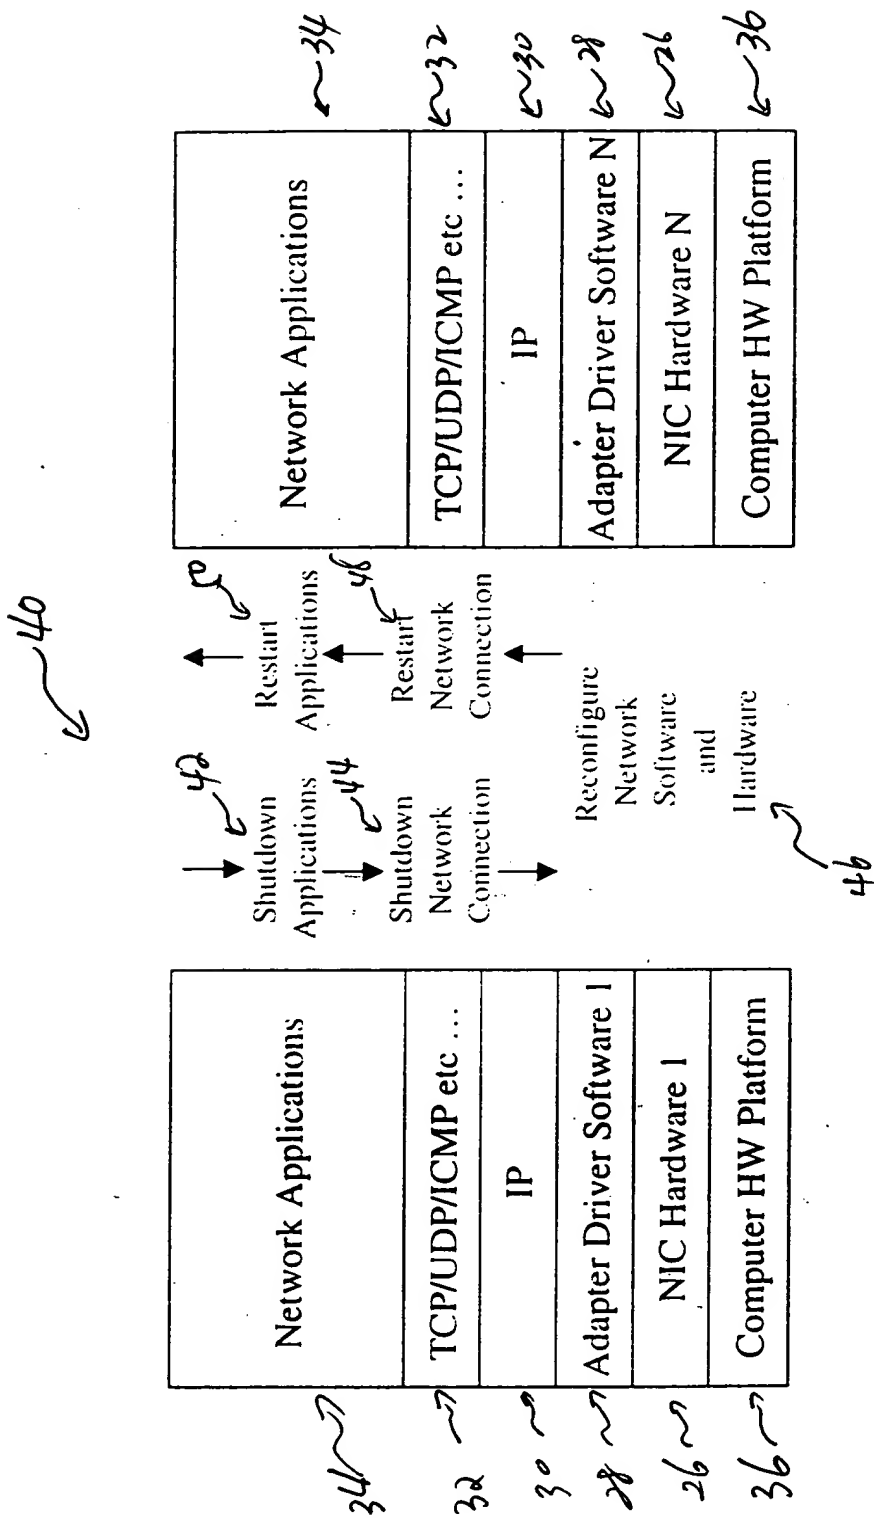 40
34
Network Applications
32
TCP/UDP/ICMP etc ...
30
IP
28
Adapter Driver Software 1
26
NIC Hardware 1
36
Computer HW Platform
42
Shutdown
Applications
44
Shutdown
Network
Connection
50
Restart
Applications
48
Restart
Network
Connection
Reconfigure
Network
Software
and
Hardware
46
Network Applications
34
TCP/UDP/ICMP etc ...
32
IP
30
Adapter Driver Software N
28
NIC Hardware N
26
Computer HW Platform
36